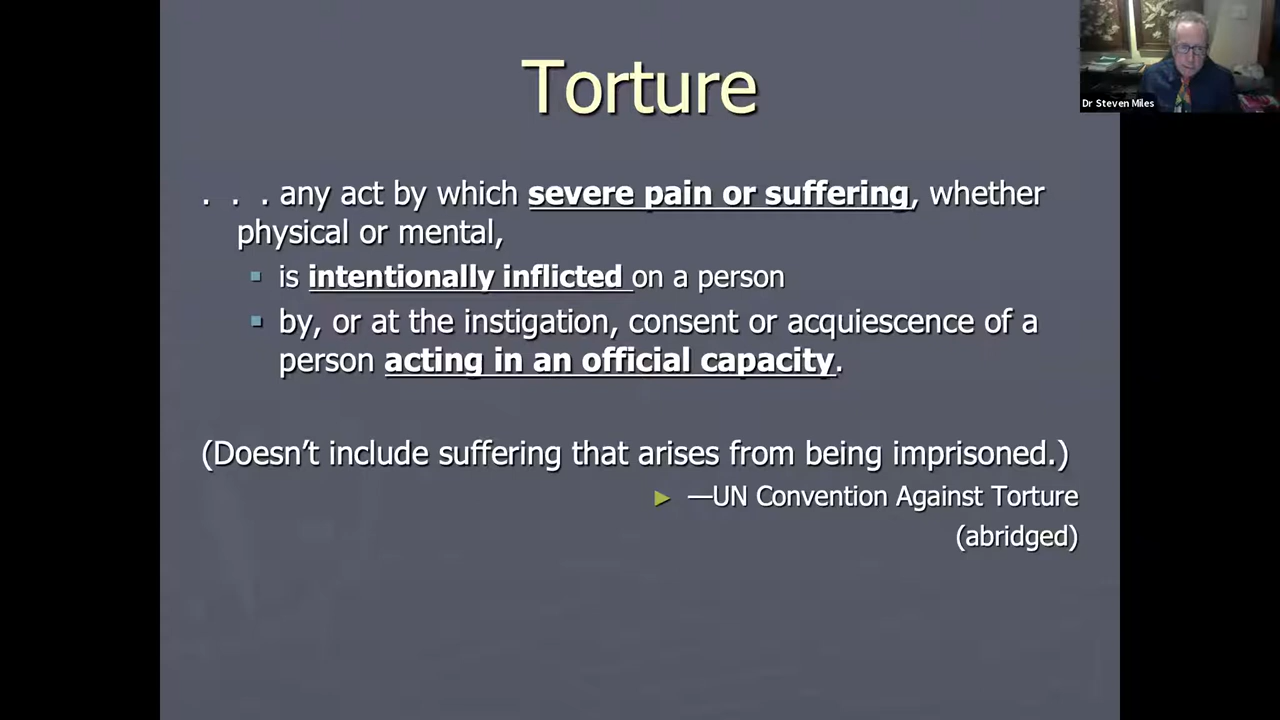 Torture
Dr Steven Miles
. . . any act by which severe pain or suffering, whether
physical or mental,
is intentionally inflicted on a person
by, or at the instigation, consent or acquiescence of a
person acting in an official capacity.
(Doesn’t include suffering that arises from being imprisoned.)
—UN Convention Against Torture
(abridged)